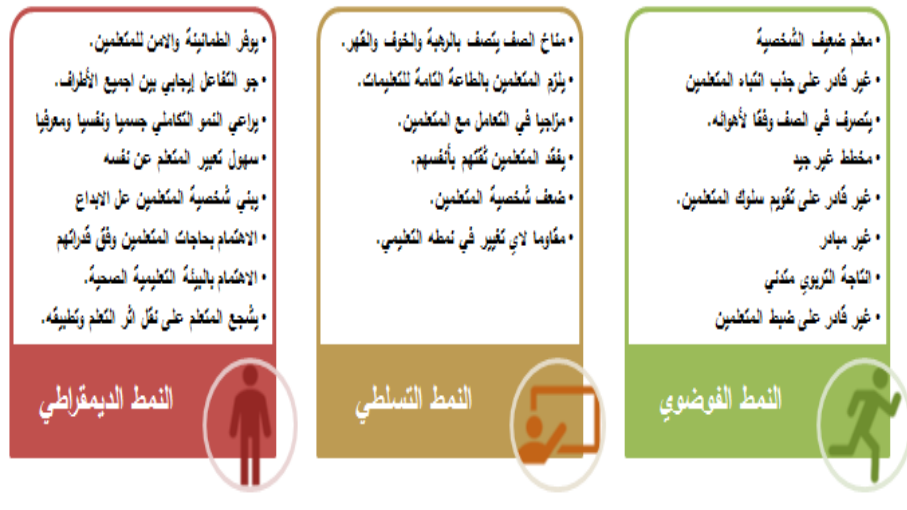 • معلم ضعيف الشخصية
• غير قادر على جذب انتباه المتعلمين
• يتصرف في الصف وفقا لأهوائه.
• مخطط غير جيد
• غير قادر على تقويم سلوك المتعلمين.
• غير مبادر
• انتاجة التربوي متدني
• غير قادر على ضبط المتعلمين
النمط الفوضوي
• مناخ الصف يتصف بالرهبة والخوف والقهر.
• يلزم المتعلمين بالطاعة التامة للتعليمات.
• مزاجيا في التعامل مع المتعلمين.
• يفقد المتعلمين ثقتهم بأنفسهم.
• ضعف شخصية المتعلمين.
• مقاوما لاي تغيير في نمطه التعليمي.
النمط التسلطي
• يوفر الطمانينة والامن للمتعلمين.
• جو التفاعل إيجابي بين اجميع الأطراف.
• يراعي النمو التكاملي جسميا ونفسيا ومعرفيا
• سهول تعبير المتعلم عن نفسه
• يبني شخصية المتعلمين عل الابداع
• الاهتمام بحاجات المتعلمين وفق قدراتهم
• الاهتمام بالبيئة التعليمية الصحية.
• يشجع المتعلم على نقل اثر التعلم وتطبيقه.
النمط الديمقراطي